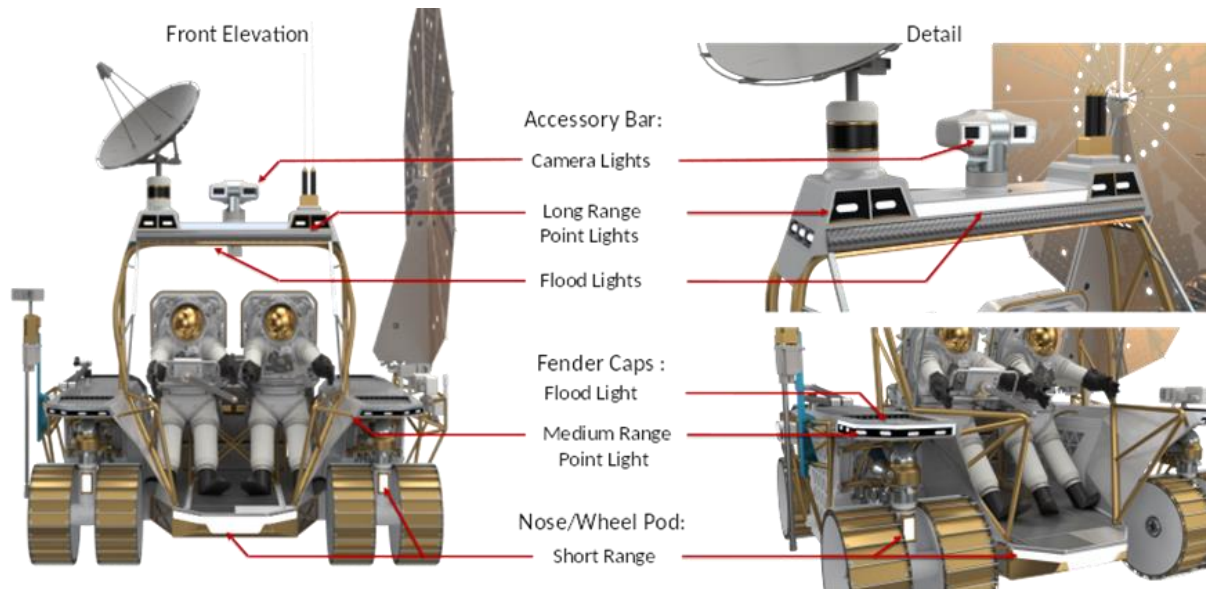 Front Elevation
Detail
Accessory Bar:
Camera Lights
Long Range
Point Lights
Flood Lights
Fender Caps :
Flood Light
Medium Range
Point Light
Nose/Wheel Pod:
Short Range